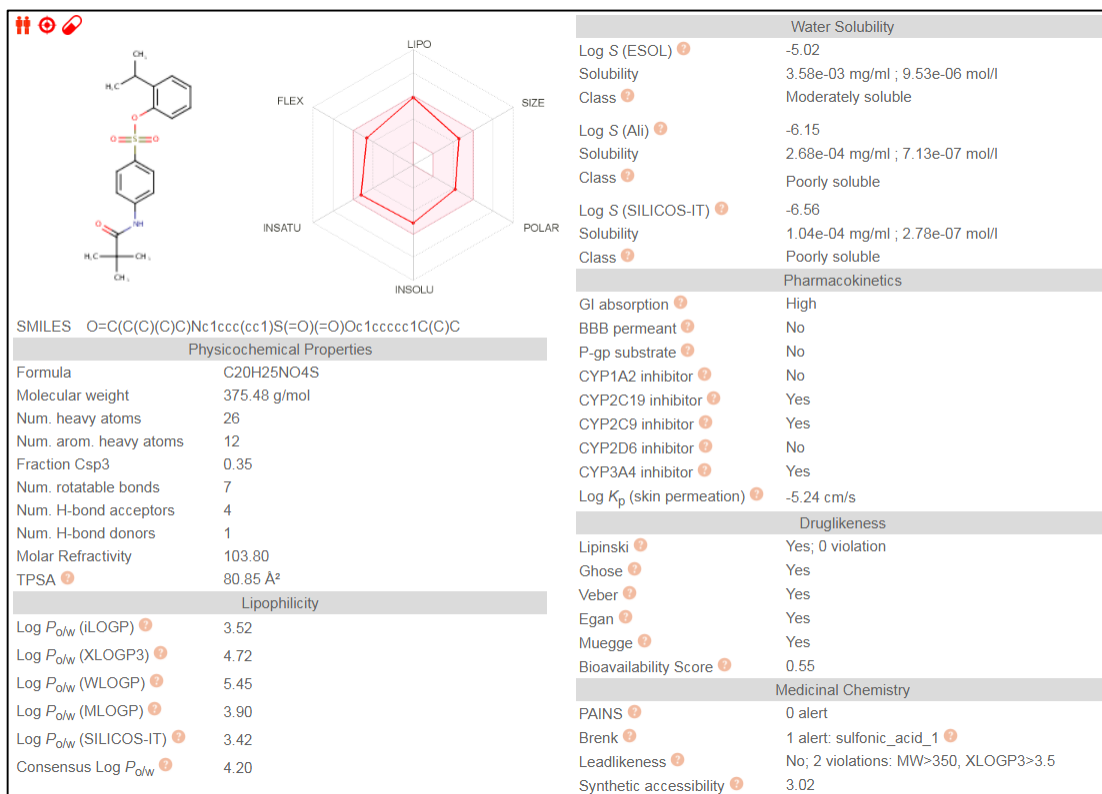 CH₃
H₃C
O
O S O
NH
O
H₃C CH₃
CH₃
LIPO
FLEX
SIZE
INSATU
POLAR
INSOLU
SMILES O=C(C(C)(C)C)Nc1ccc(cc1)S(=O)(=O)Oc1ccccc1C(C)C
Physicochemical Properties
Formula C20H25NO4S
Molecular weight 375.48 g/mol
Num. heavy atoms 26
Num. arom. heavy atoms 12
Fraction Csp3 0.35
Num. rotatable bonds 7
Num. H-bond acceptors 4
Num. H-bond donors 1
Molar Refractivity 103.80
TPSA ? 80.85 Å²
Lipophilicity
Log Po/w (iLOGP) ? 3.52
Log Po/w (XLOGP3) ? 4.72
Log Po/w (WLOGP) ? 5.45
Log Po/w (MLOGP) ? 3.90
Log Po/w (SILICOS-IT) ? 3.42
Consensus Log Po/w ? 4.20
Water Solubility
Log S (ESOL) ? -5.02
Solubility 3.58e-03 mg/ml ; 9.53e-06 mol/l
Class ? Moderately soluble
Log S (Ali) ? -6.15
Solubility 2.68e-04 mg/ml ; 7.13e-07 mol/l
Class ? Poorly soluble
Log S (SILICOS-IT) ? -6.56
Solubility 1.04e-04 mg/ml ; 2.78e-07 mol/l
Class ? Poorly soluble
Pharmacokinetics
GI absorption ? High
BBB permeant ? No
P-gp substrate ? No
CYP1A2 inhibitor ? No
CYP2C19 inhibitor ? Yes
CYP2C9 inhibitor ? Yes
CYP2D6 inhibitor ? No
CYP3A4 inhibitor ? Yes
Log Kp (skin permeation) ? -5.24 cm/s
Druglikeness
Lipinski ? Yes; 0 violation
Ghose ? Yes
Veber ? Yes
Egan ? Yes
Muegge ? Yes
Bioavailability Score ? 0.55
Medicinal Chemistry
PAINS ? 0 alert
Brenk ? 1 alert: sulfonic_acid_1 ?
Leadlikeness ? No; 2 violations: MW>350, XLOGP3>3.5
Synthetic accessibility ? 3.02